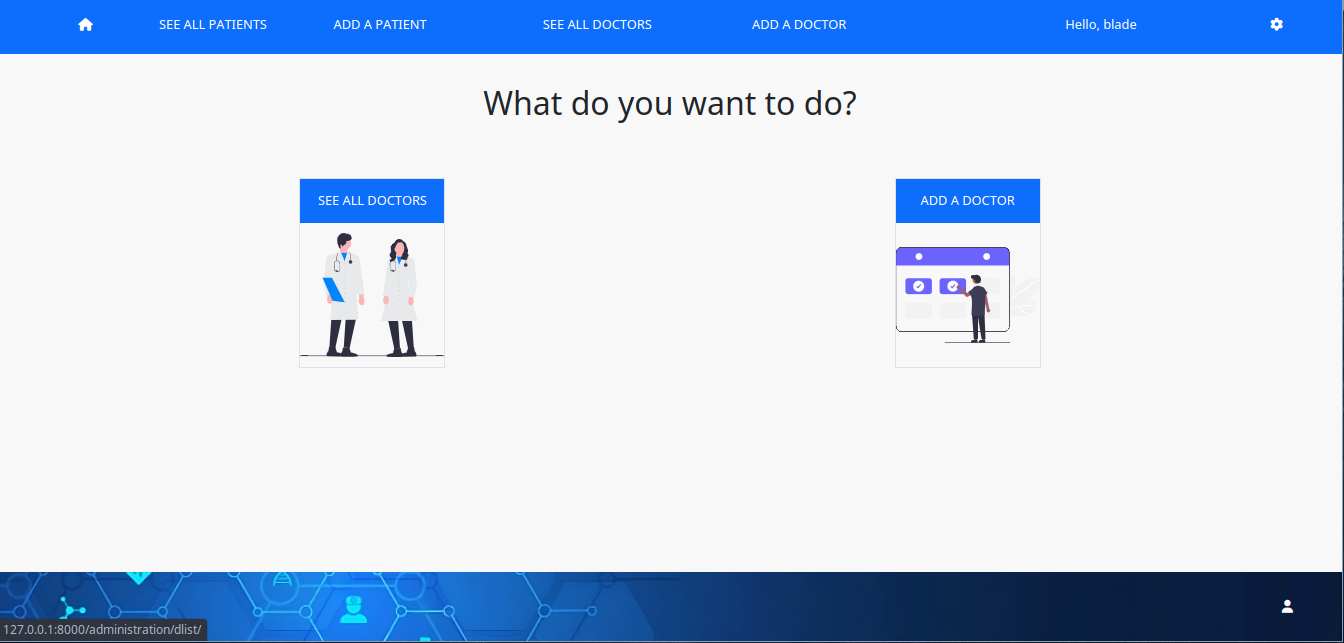 SEE ALL PATIENTS
ADD A PATIENT
SEE ALL DOCTORS
ADD A DOCTOR
Hello, blade
What do you want to do?
SEE ALL DOCTORS
ADD A DOCTOR
127.0.0.1:8000/administration/dlist/